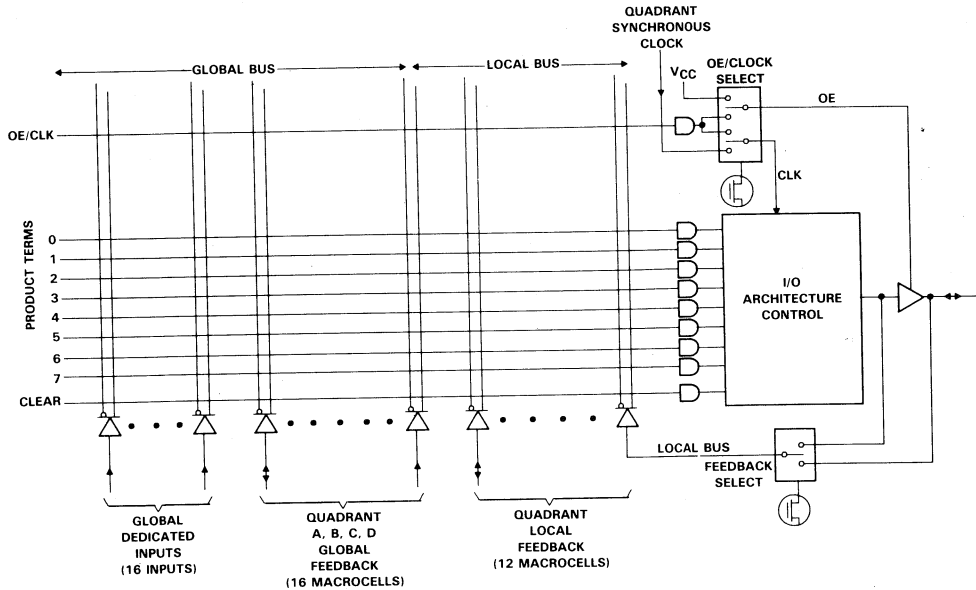 QUADRANT
SYNCHRONOUS
CLOCK
GLOBAL BUS
LOCAL BUS
VCC
OE/CLOCK
SELECT
OE
OE/CLK
CLK
PRODUCT TERMS
0
1
2
3
4
5
6
7
CLEAR
I/O
ARCHITECTURE
CONTROL
LOCAL BUS
FEEDBACK
SELECT
GLOBAL
DEDICATED
INPUTS
(16 INPUTS)
QUADRANT
A, B, C, D
GLOBAL
FEEDBACK
(16 MACROCELLS)
QUADRANT
LOCAL
FEEDBACK
(12 MACROCELLS)